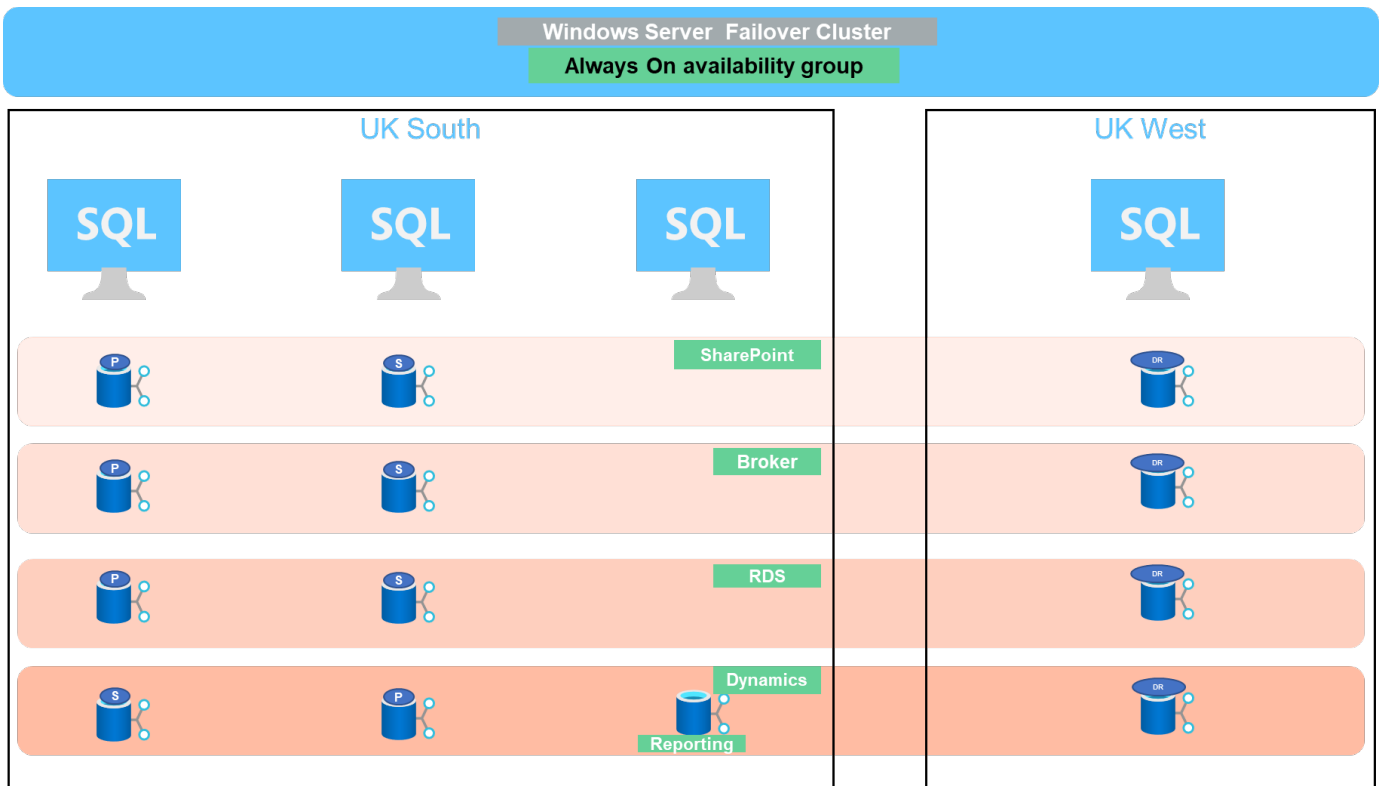 Windows Server Failover Cluster
Always On availability group
UK South
UK West
SQL
SQL
SQL
SQL
SharePoint
P
S
DR
Broker
P
S
DR
RDS
P
S
DR
Dynamics
S
P
DR
Reporting